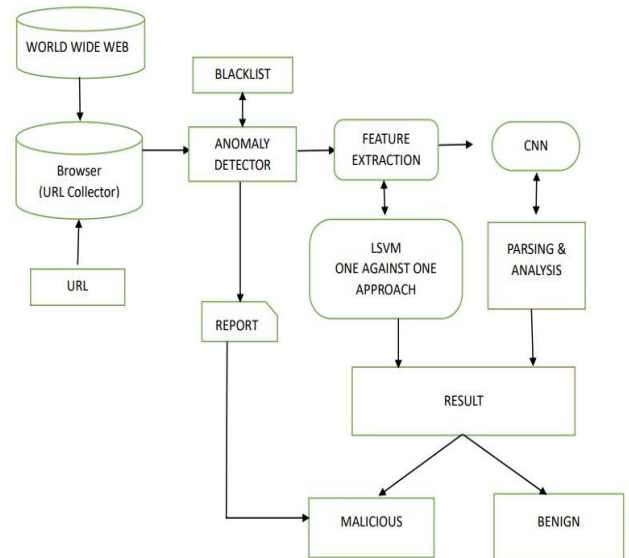 WORLD WIDE WEB
BLACKLIST
Browser
(URL Collector)
ANOMALY
DETECTOR
FEATURE
EXTRACTION
CNN
URL
LSVM
ONE AGAINST ONE
APPROACH
PARSING &
ANALYSIS
REPORT
RESULT
MALICIOUS
BENIGN